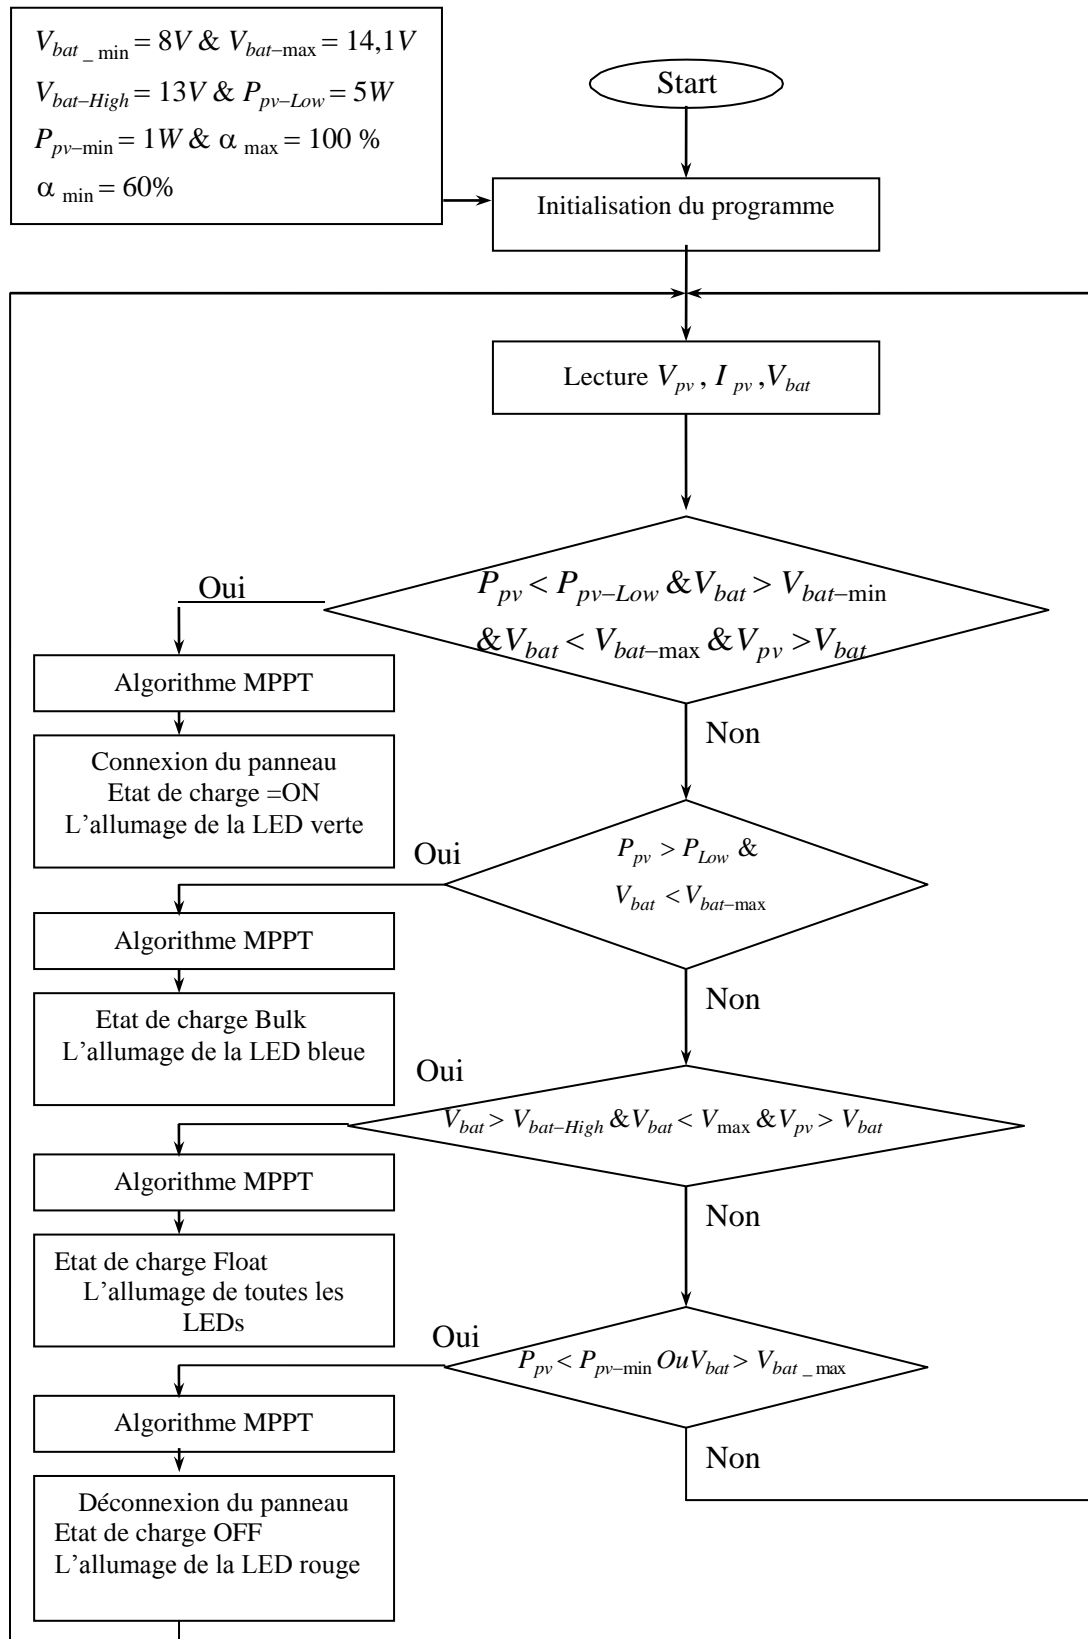 V_bat_min = 8V & V_bat–max = 14,1V
V_bat–High = 13V & P_pv–Low = 5W
P_pv–min = 1W & α max = 100 %
α min = 60%
Start
Initialisation du programme
Lecture V_pv , I_pv ,V_bat
P_pv < P_pv–Low &V_bat > V_bat–min
&V_bat < V_bat–max &V_pv >V_bat
Oui
Algorithme MPPT
Connexion du panneau
Etat de charge =ON
L'allumage de la LED verte
Non
P_pv > P_Low &
V_bat < V_bat–max
Oui
Algorithme MPPT
Etat de charge Bulk
L'allumage de la LED bleue
Non
V_bat > V_bat–High &V_bat < V_max &V_pv > V_bat
Oui
Algorithme MPPT
Etat de charge Float
L'allumage de toutes les
LEDs
Non
P_pv < P_pv–min OuV_bat > V_bat_max
Oui
Algorithme MPPT
Déconnexion du panneau
Etat de charge OFF
L'allumage de la LED rouge
Non